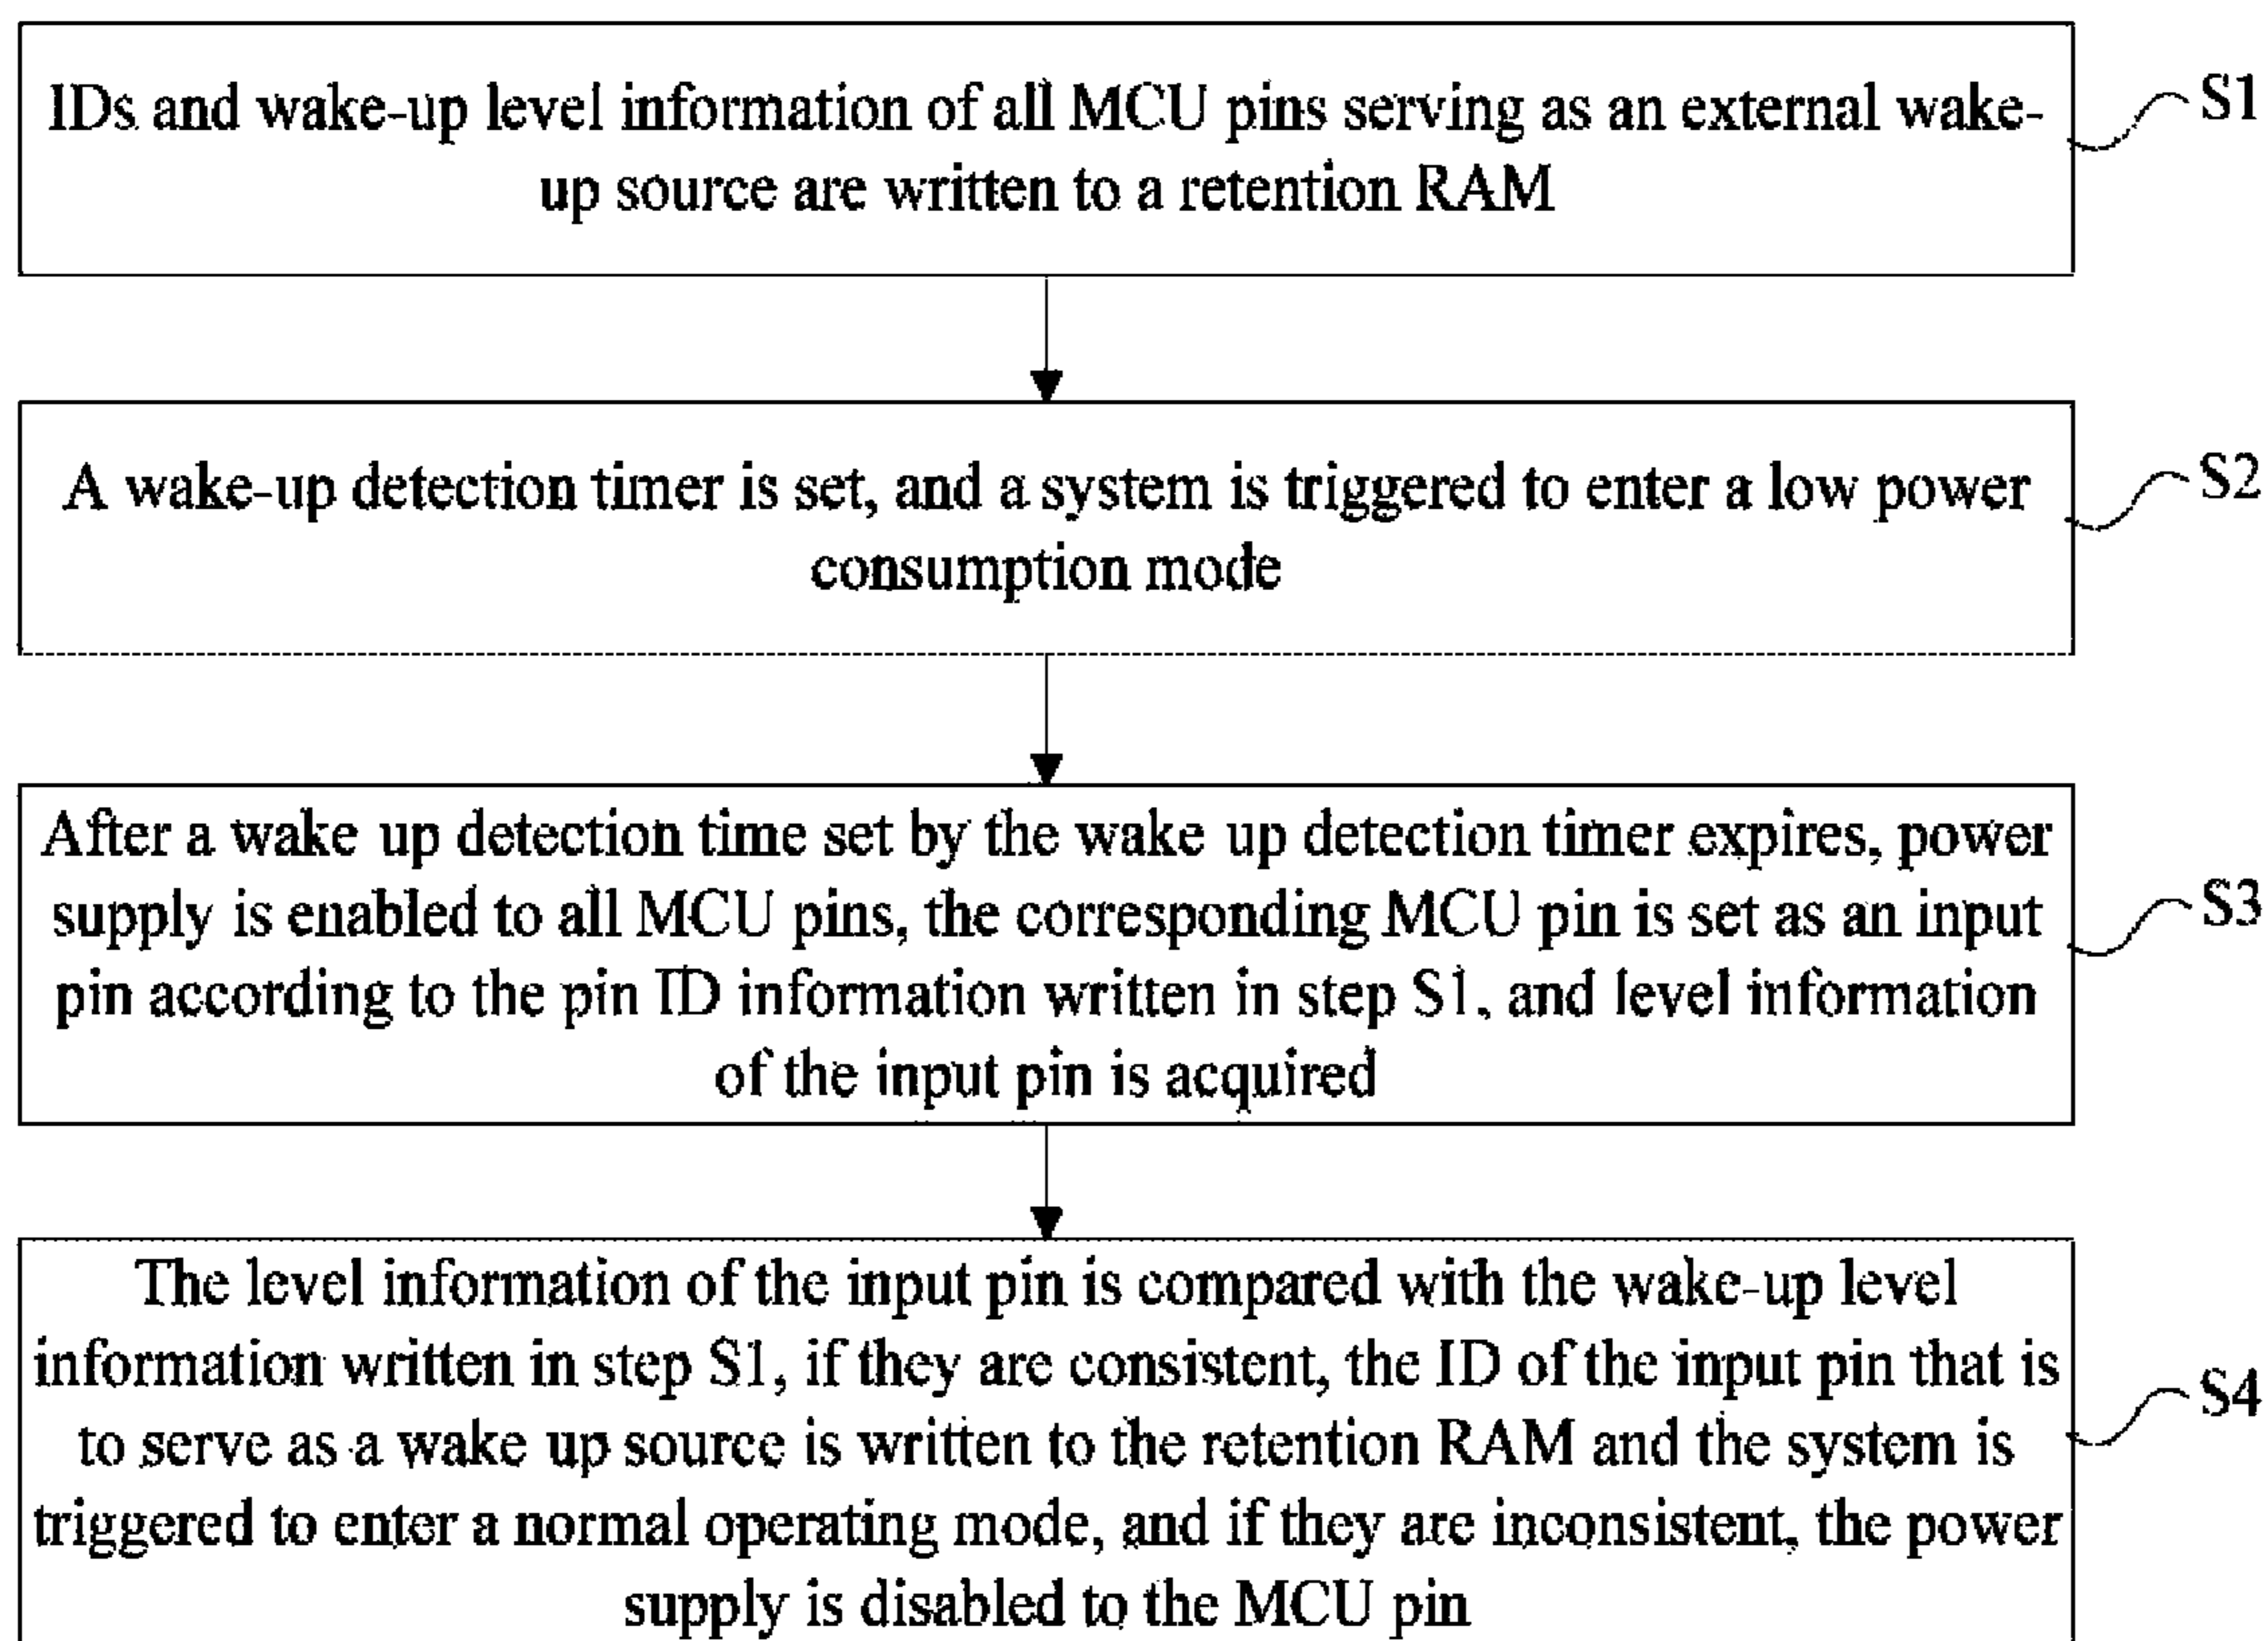 IDs and wake-up level information of all MCU pins serving as an external wake-
up source are written to a retention RAM
S1
A wake-up detection timer is set, and a system is triggered to enter a low power
consumption mode
S2
After a wake up detection time set by the wake up detection timer expires, power
supply is enabled to all MCU pins, the corresponding MCU pin is set as an input
pin according to the pin ID information written in step S1, and level information
of the input pin is acquired
S3
The level information of the input pin is compared with the wake-up level
information written in step S1, if they are consistent, the ID of the input pin that is
to serve as a wake up source is written to the retention RAM and the system is
triggered to enter a normal operating mode, and if they are inconsistent, the power
supply is disabled to the MCU pin
S4